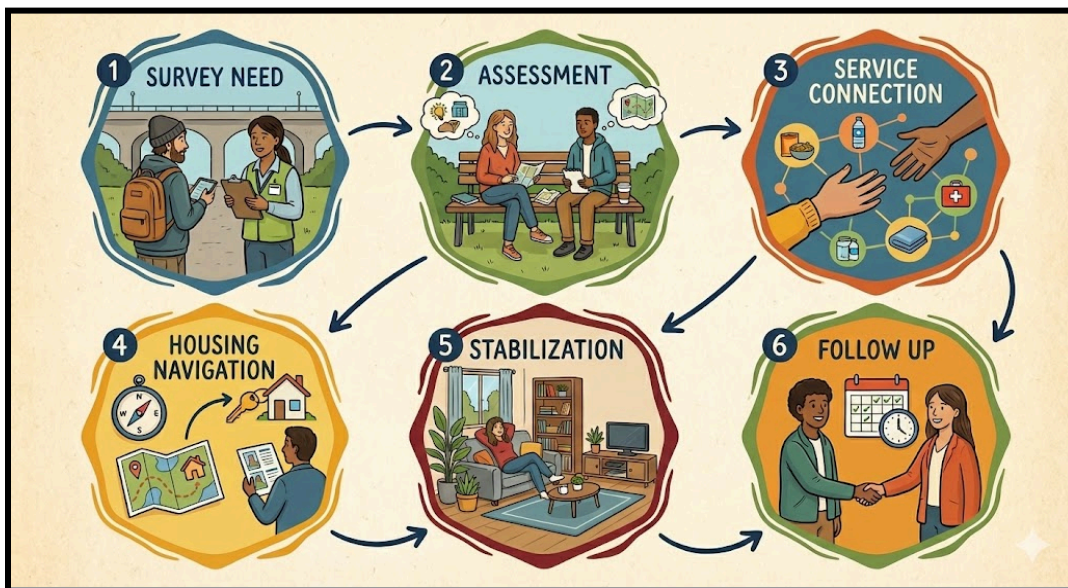 1
SURVEY NEED
2
ASSESSMENT
3
SERVICE
CONNECTION
4
HOUSING
NAVIGATION
N
W E
S
5
STABILIZATION
6
FOLLOW UP